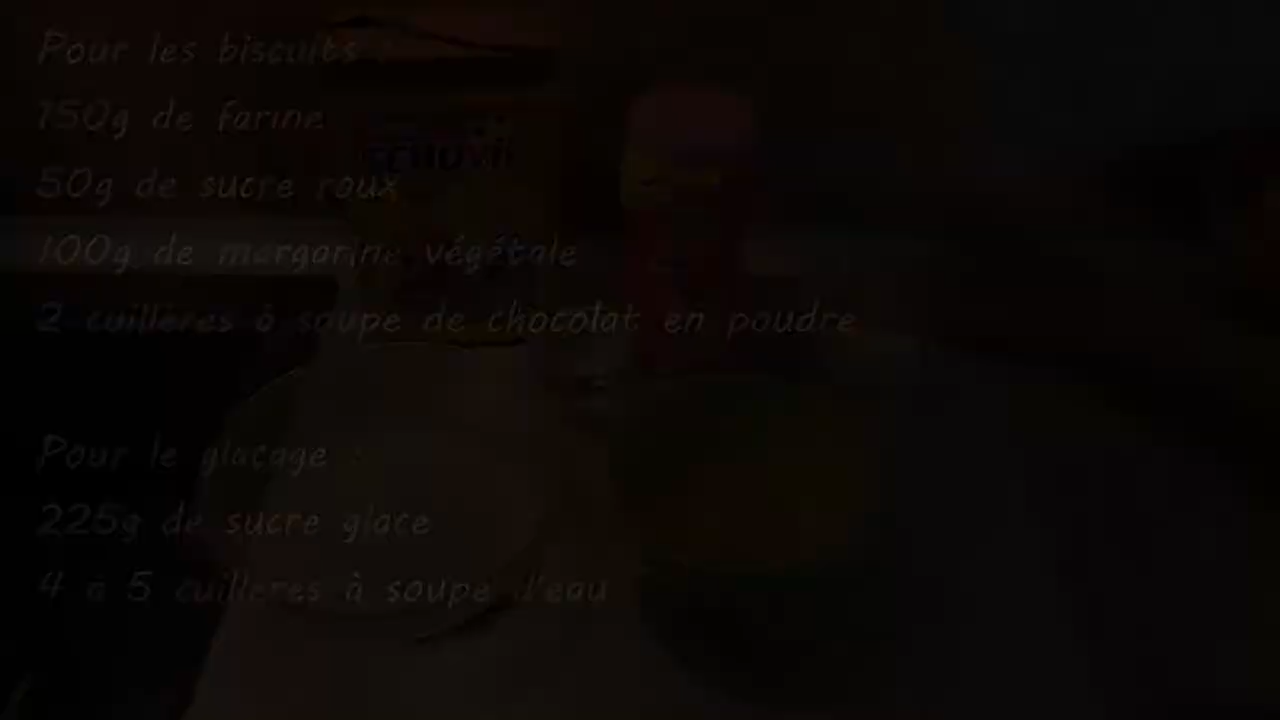 Pour les biscuits :
150g de farine
50g de sucre roux
100g de margarine végétale
2 cuillères à soupe de chocolat en poudre
Pour le glaçage :
225g de sucre glace
4 à 5 cuillères à soupe d'eau